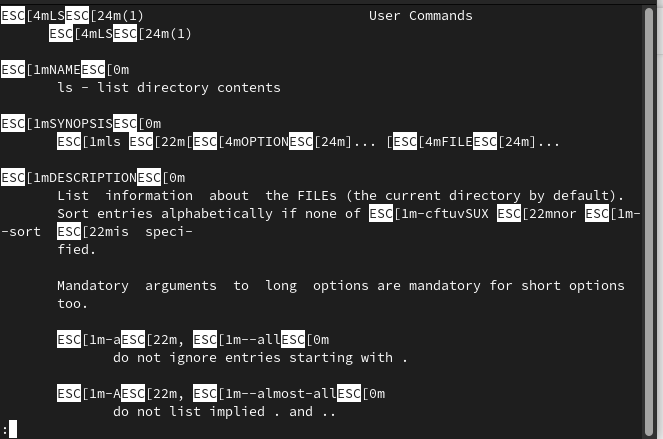 ESC[4mLSESC[24m(1)                            User Commands
      ESC[4mLSESC[24m(1)
ESC[1mNAMEESC[0m
       ls - list directory contents
ESC[1mSYNOPSISESC[0m
       ESC[1mls ESC[22m[ESC[4mOPTIONESC[24m]... [ESC[4mFILEESC[24m]...
ESC[1mDESCRIPTIONESC[0m
       List  information  about  the FILEs (the current directory by default).
       Sort entries alphabetically if none of ESC[1m-cftuvSUX ESC[22mnor ESC[1m-
-sort  ESC[22mis  speci-
       fied.
       Mandatory  arguments  to  long  options are mandatory for short options
       too.
       ESC[1m-aESC[22m, ESC[1m--allESC[0m
              do not ignore entries starting with .
       ESC[1m-AESC[22m, ESC[1m--almost-allESC[0m
              do not list implied . and ..
: